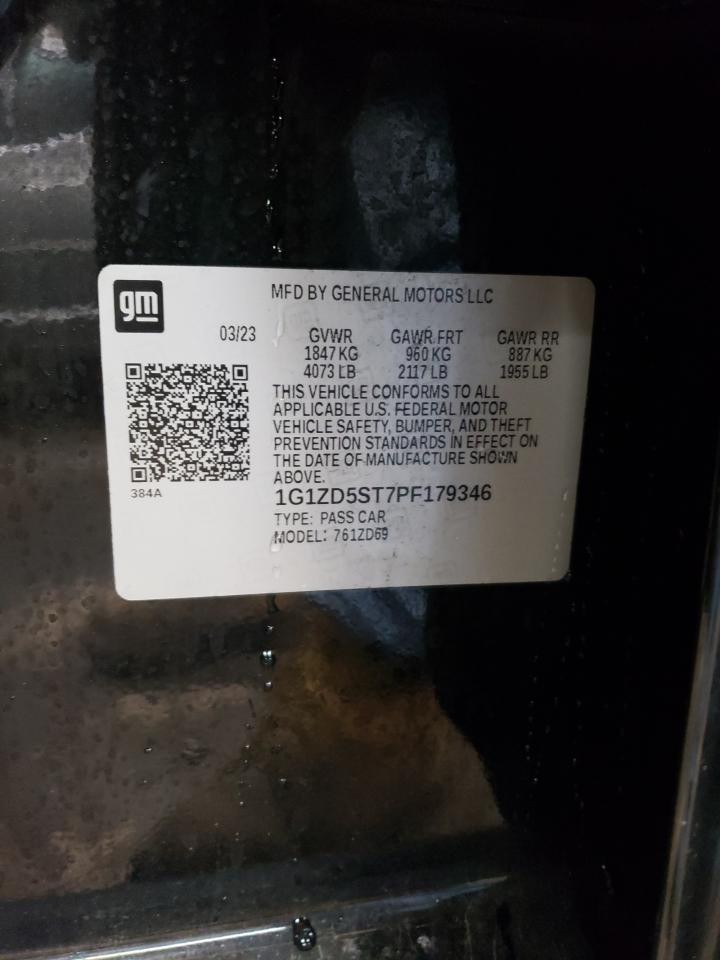 gm
MFD BY GENERAL MOTORS LLC
03/23 GVWR GAWR FRT GAWR RR
1847 KG 960 KG 887 KG
4073 LB 2117 LB 1955 LB
THIS VEHICLE CONFORMS TO ALL
APPLICABLE U.S. FEDERAL MOTOR
VEHICLE SAFETY, BUMPER, AND THEFT
PREVENTION STANDARDS IN EFFECT ON
THE DATE OF MANUFACTURE SHOWN
ABOVE.
384A
1G1ZD5ST7PF179346
TYPE: PASS CAR
MODEL: 761ZD69